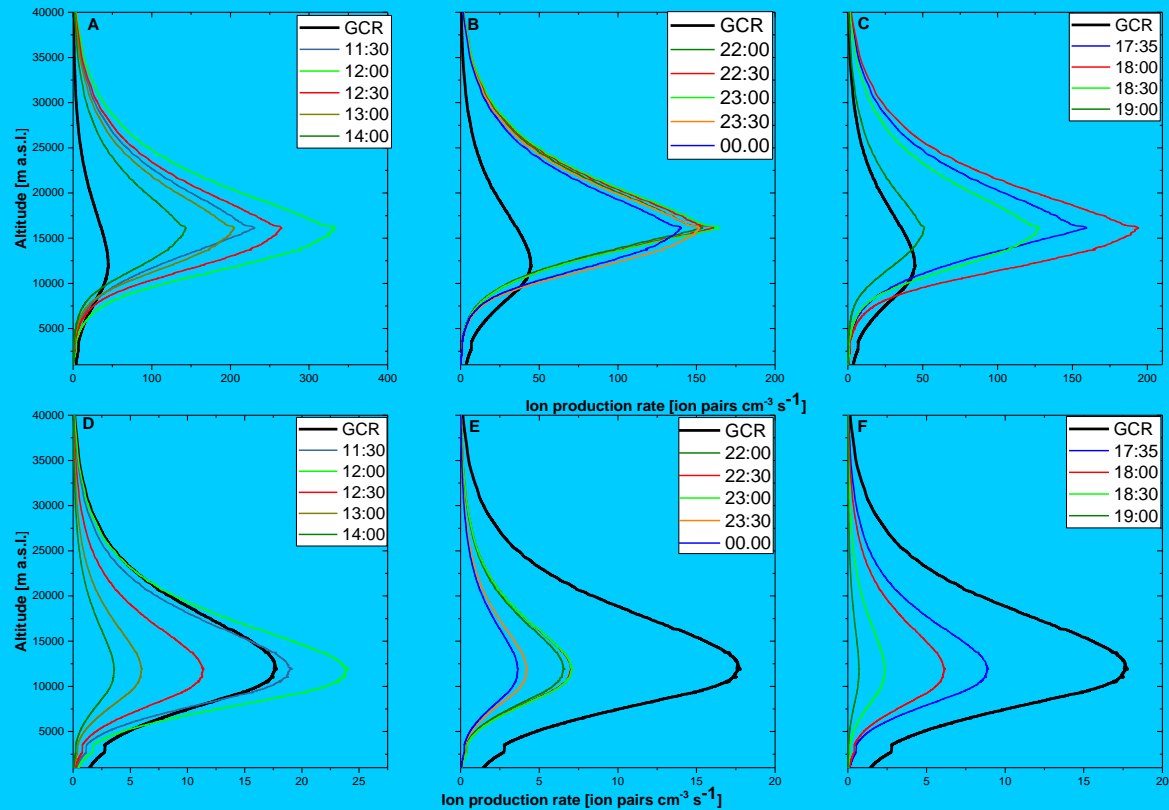 A
GCR
11:30
12:00
12:30
13:00
14:00
B
GCR
22:00
22:30
23:00
23:30
00.00
C
GCR
17:35
18:00
18:30
19:00
Altitude [m a.s.l.]
40000
35000
30000
25000
20000
15000
10000
5000
0 100 200 300 400
0 50 100 150 200
0 50 100 150 200
Ion production rate [ion pairs cm⁻³ s⁻¹]
D
GCR
11:30
12:00
12:30
13:00
14:00
E
GCR
22:00
22:30
23:00
23:30
00.00
F
GCR
17:35
18:00
18:30
19:00
Altitude [m a.s.l.]
40000
35000
30000
25000
20000
15000
10000
5000
0 5 10 15 20 25
0 5 10 15 20
0 5 10 15 20
Ion production rate [ion pairs cm⁻³ s⁻¹]